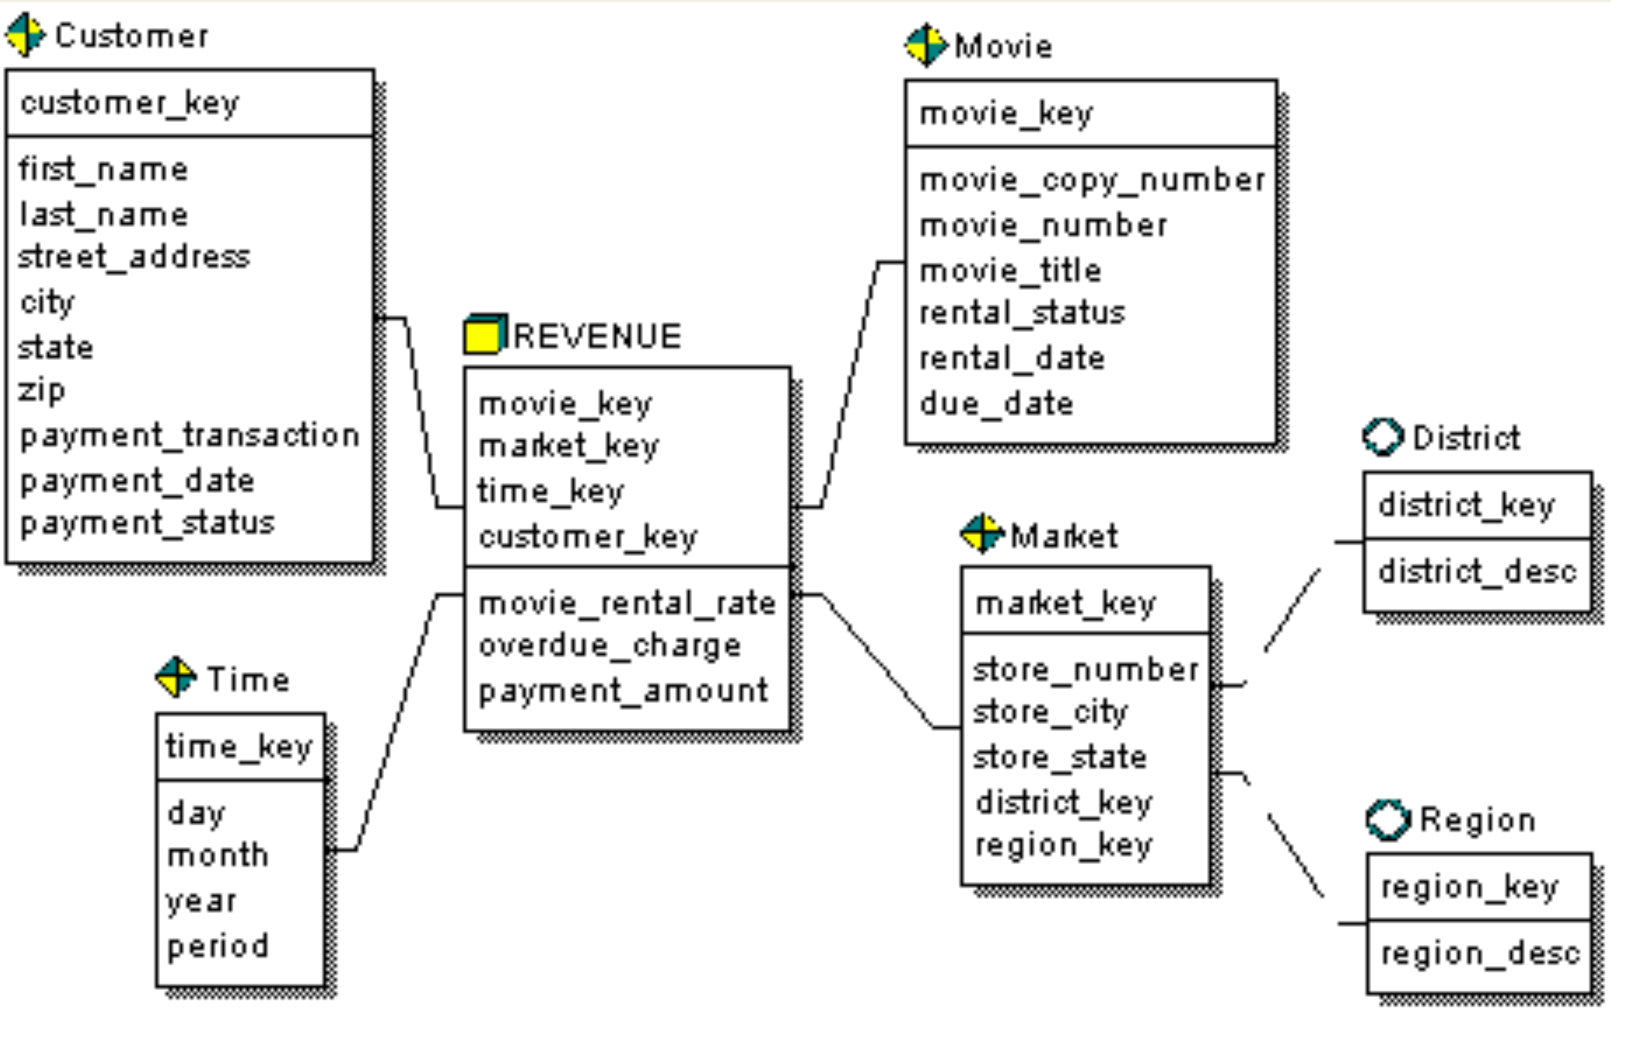 Customer
customer_key
first_name
last_name
street_address
city
state
zip
payment_transaction
payment_date
payment_status
Movie
movie_key
movie_copy_number
movie_number
movie_title
rental_status
rental_date
due_date
REVENUE
movie_key
market_key
time_key
customer_key
movie_rental_rate
overdue_charge
payment_amount
Time
time_key
day
month
year
period
Market
market_key
store_number
store_city
store_state
district_key
region_key
District
district_key
district_desc
Region
region_key
region_desc